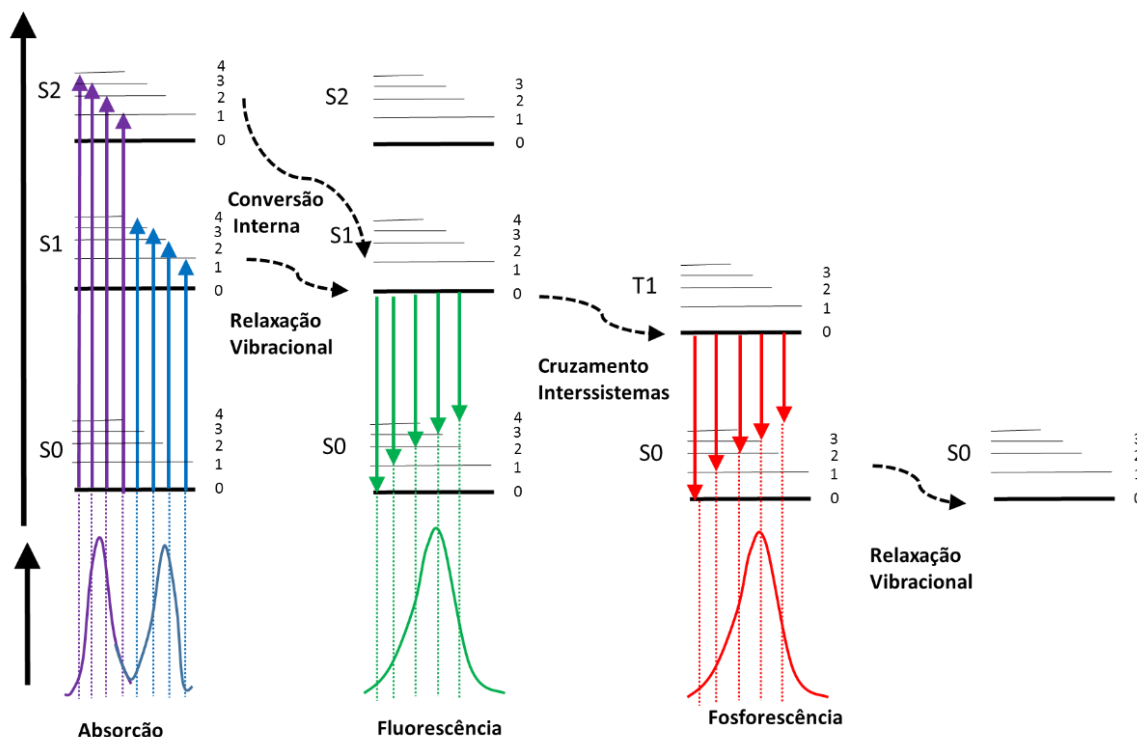 S2
4
3
2
1
0
S2
3
2
1
0
Conversão
Interna
S1
4
3
2
1
0
S1
4
3
2
1
0
Relaxação
Vibracional
T1
3
2
1
0
Cruzamento
Interssistemas
S0
4
3
2
1
0
S0
4
3
2
1
0
S0
3
2
1
0
S0
3
2
1
0
Relaxação
Vibracional
Absorção
Fluorescência
Fosforescência